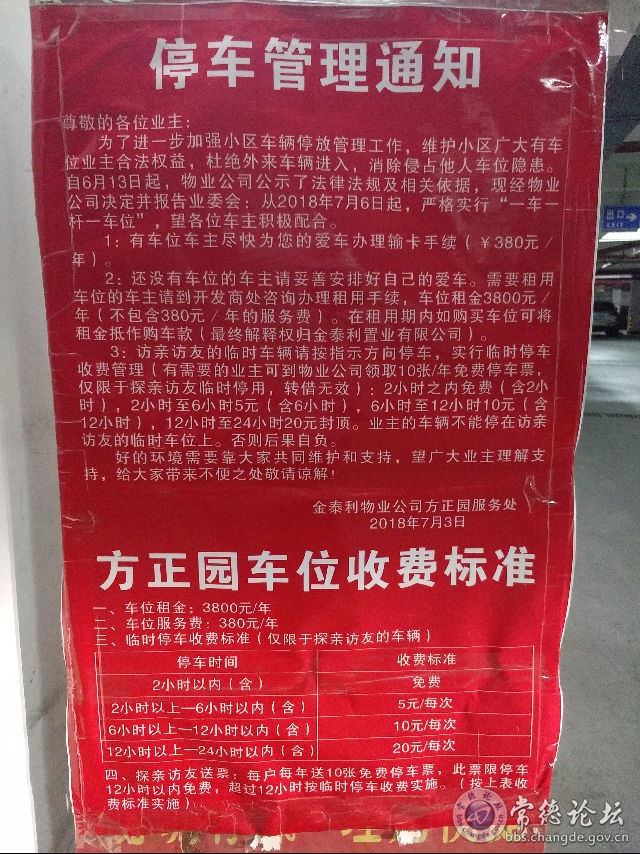 停车管理通知
尊敬的各位业主：
为了进一步加强小区车辆停放管理工作，维护小区广大有车
位业主合法权益，杜绝外来车辆进入，消除侵占他人车位隐患。
自6月13日起，物业公司公示了法律法规及相关依据，现经物业
公司决定并报告业委会：从2018年7月6日起，严格实行“一车一
杆一车位”，望各位车主积极配合。
1：有车位车主尽快为您的爱车办理输卡手续（￥380元/
年）。
2：还没有车位的车主请妥善安排好自己的爱车。需要租用
车位的车主请到开发商处咨询办理租用手续，车位租金3800元/
年（不包含380元/年的服务费）。在租用期内如购买车位可将
租金抵作购车款（最终解释权归金泰利置业有限公司）。
3：访亲访友的临时车辆请按指示方向停车，实行临时停车
收费管理（有需要的业主可到物业公司领取10张/年免费停车票，
仅限于探亲访友临时停用，转借无效）：2小时之内免费（含2小
时），2小时至6小时5元（含6小时），6小时至12小时10元（含
12小时），12小时至24小时20元封顶。业主的车辆不能停在访亲
访友的临时车位上。否则后果自负。
好的环境需要靠大家共同维护和支持，望广大业主理解支
持，给大家带来不便之处敬请谅解！
金泰利物业公司方正园服务处
2018年7月3日
方正园车位收费标准
一、车位租金：3800元/年
二、车位服务费：380元/年
三、临时停车收费标准（仅限于探亲访友的车辆）
停车时间 收费标准
2小时以内（含） 免费
2小时以上—6小时以内（含） 5元/每次
6小时以上—12小时以内（含） 10元/每次
12小时以上—24小时以内（含） 20元/每次
四、探亲访友送票：每户每年送10张免费停车票，此票限停车
12小时以内免费，超过12小时按临时停车收费实施。（按上表收
费标准实施）
出口
EXIT
常德论坛
bbs.changde.gov.cn